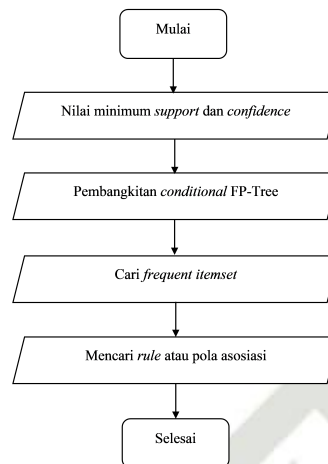 Mulai
Nilai minimum support dan confidence
Pembangkitan conditional FP-Tree
Cari frequent itemset
Mencari rule atau pola asosiasi
Selesai